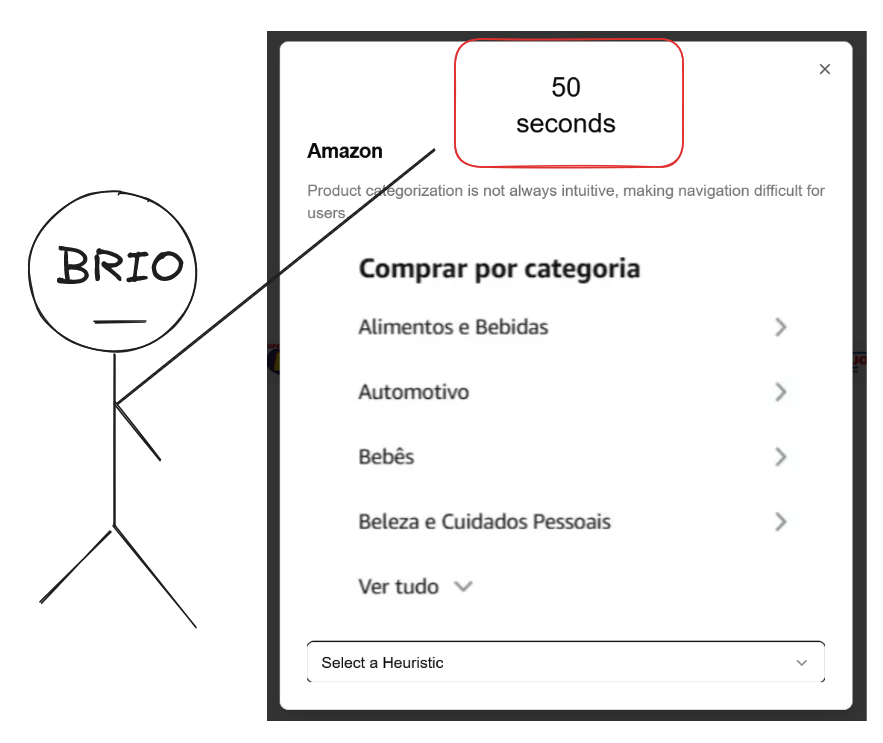 50
seconds
Amazon
Product categorization is not always intuitive, making navigation difficult for
users.
BRIO
Comprar por categoria
Alimentos e Bebidas
Automotivo
Bebês
Beleza e Cuidados Pessoais
Ver tudo
Select a Heuristic